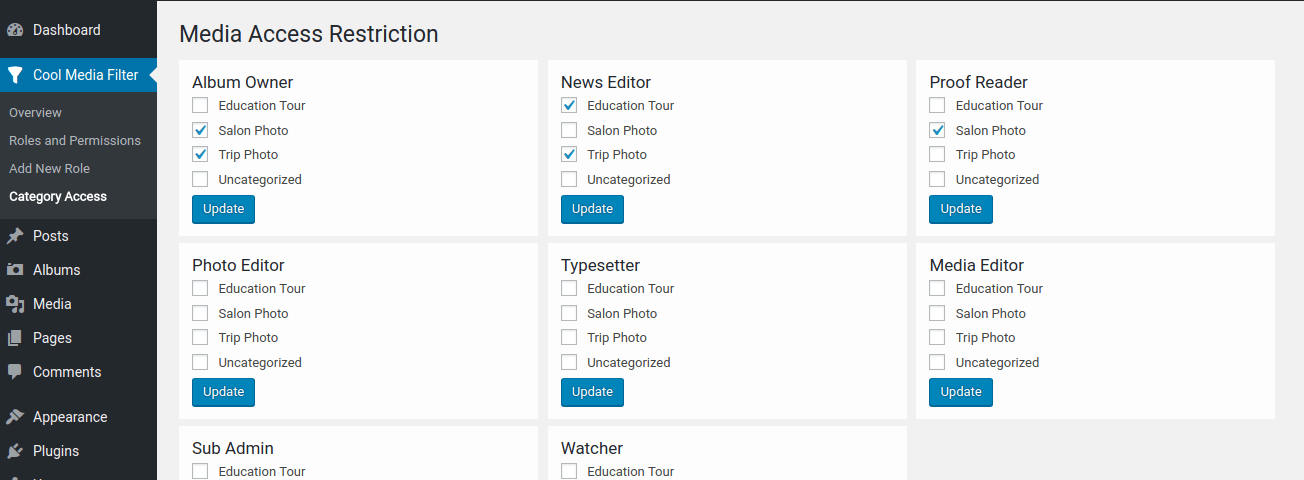 Dashboard
Cool Media Filter
Overview
Roles and Permissions
Add New Role
Category Access
Posts
Albums
Media
Pages
Comments
Appearance
Plugins
Media Access Restriction
Album Owner
Education Tour
Salon Photo
Trip Photo
Uncategorized
Update
News Editor
Education Tour
Salon Photo
Trip Photo
Uncategorized
Update
Proof Reader
Education Tour
Salon Photo
Trip Photo
Uncategorized
Update
Photo Editor
Education Tour
Salon Photo
Trip Photo
Uncategorized
Update
Typesetter
Education Tour
Salon Photo
Trip Photo
Uncategorized
Update
Media Editor
Education Tour
Salon Photo
Trip Photo
Uncategorized
Update
Sub Admin
Education Tour
Watcher
Education Tour